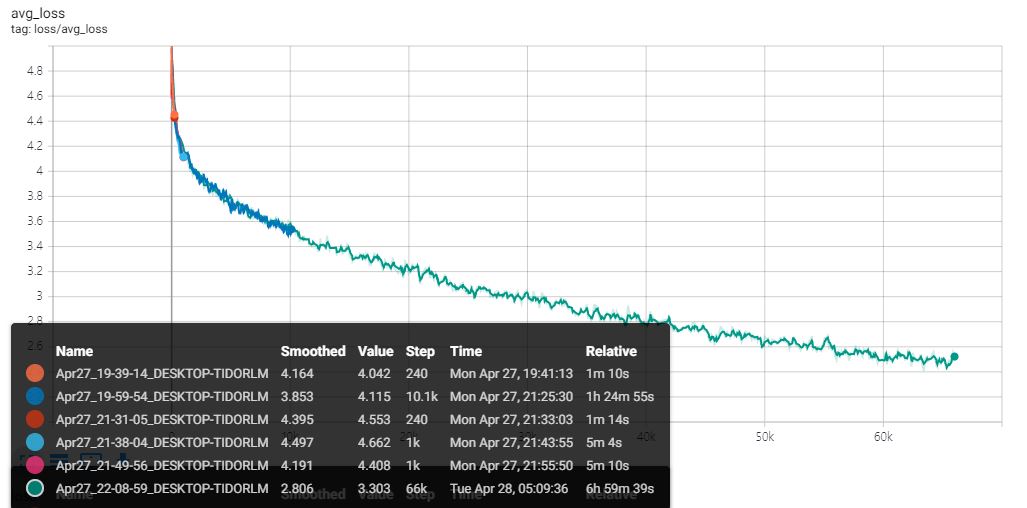 avg_loss
tag: loss/avg_loss
4.8
4.6
4.4
4.2
4
3.8
3.6
3.4
3.2
3
2.8
2.6
40k 50k 60k
Name Smoothed Value Step Time Relative
Apr27_19-39-14_DESKTOP-TIDORLM 4.164 4.042 240 Mon Apr 27, 19:41:13 1m 10s
Apr27_19-59-54_DESKTOP-TIDORLM 3.853 4.115 10.1k Mon Apr 27, 21:25:30 1h 24m 55s
Apr27_21-31-05_DESKTOP-TIDORLM 4.395 4.553 240 Mon Apr 27, 21:33:03 1m 14s
Apr27_21-38-04_DESKTOP-TIDORLM 4.497 4.662 1k Mon Apr 27, 21:43:55 5m 4s
Apr27_21-49-56_DESKTOP-TIDORLM 4.191 4.408 1k Mon Apr 27, 21:55:50 5m 10s
Apr27_22-08-59_DESKTOP-TIDORLM 2.806 3.303 66k Tue Apr 28, 05:09:36 6h 59m 39s
Name Smoothed Value Step Time Relative